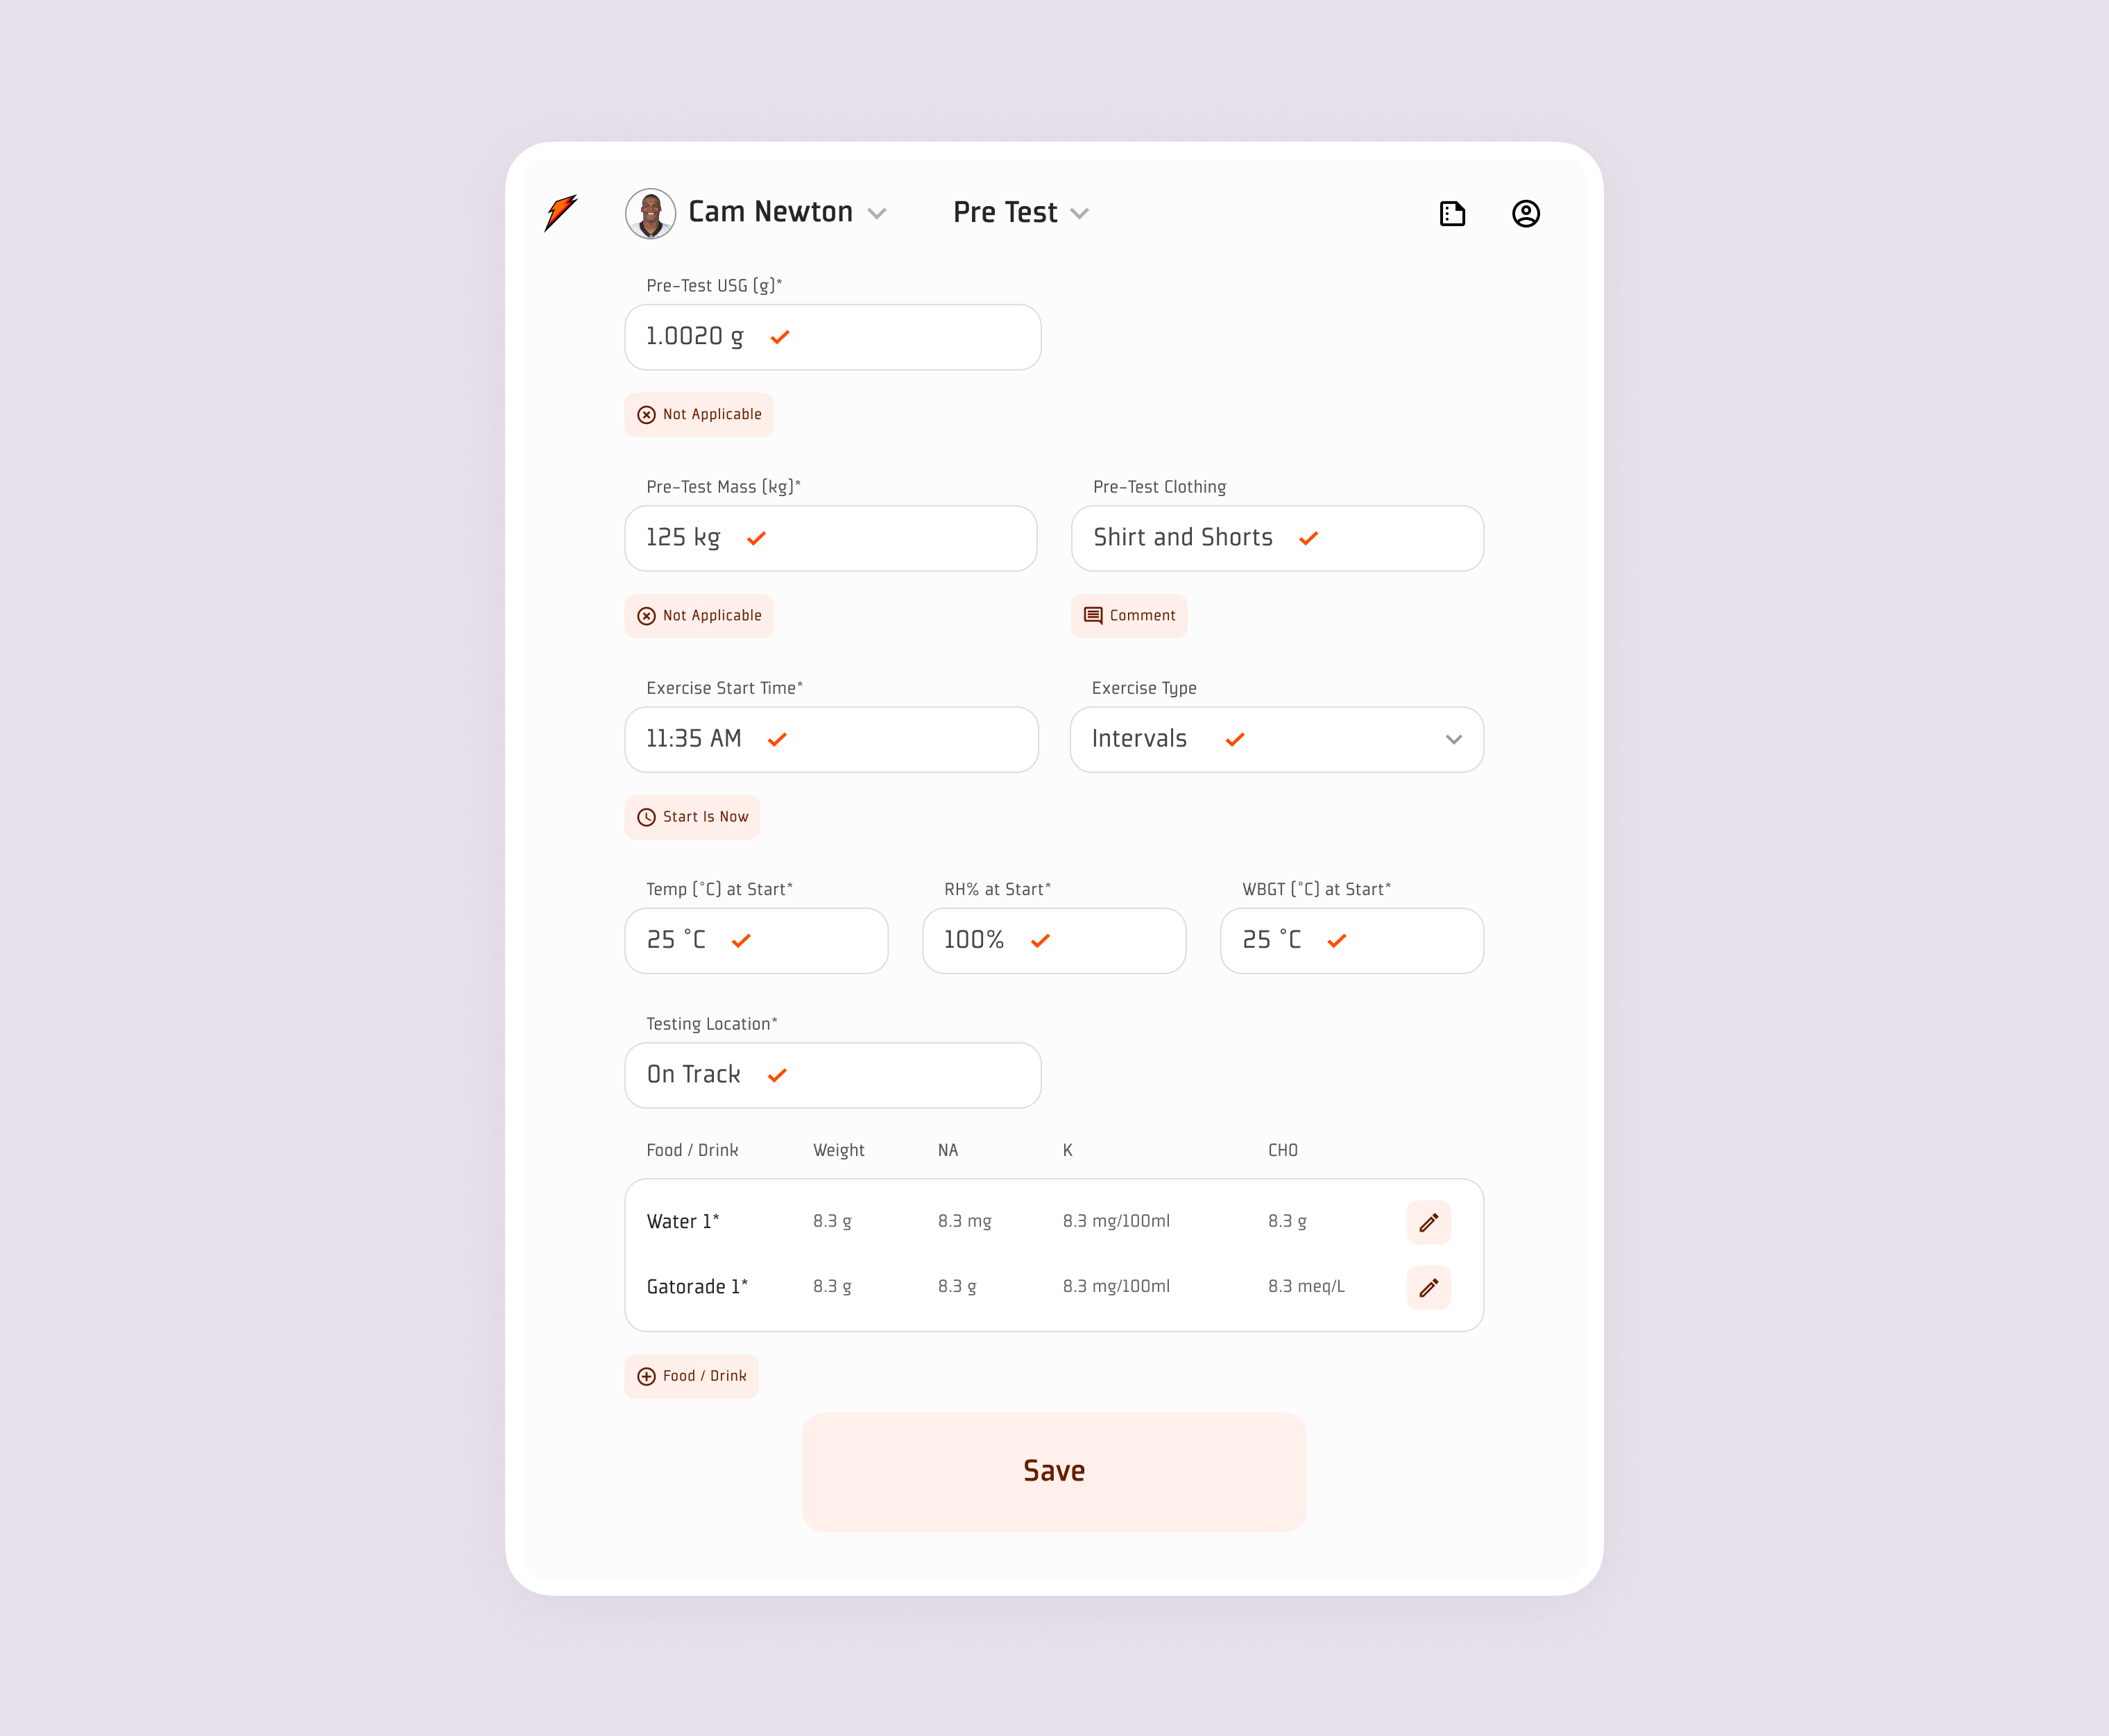 Cam Newton
Pre Test
Pre-Test USG (g)*
1.0020 g
Not Applicable
Pre-Test Mass (kg)*
Pre-Test Clothing
125 kg
Shirt and Shorts
Not Applicable
Comment
Exercise Start Time*
Exercise Type
11:35 AM
Intervals
Start Is Now
Temp (°C) at Start*
RH% at Start*
WBGT (°C) at Start*
25 °C
100%
25 °C
Testing Location*
On Track
Food / Drink Weight NA K CHO
Water 1* 8.3 g 8.3 mg 8.3 mg/100ml 8.3 g
Gatorade 1* 8.3 g 8.3 g 8.3 mg/100ml 8.3 meq/L
Food / Drink
Save